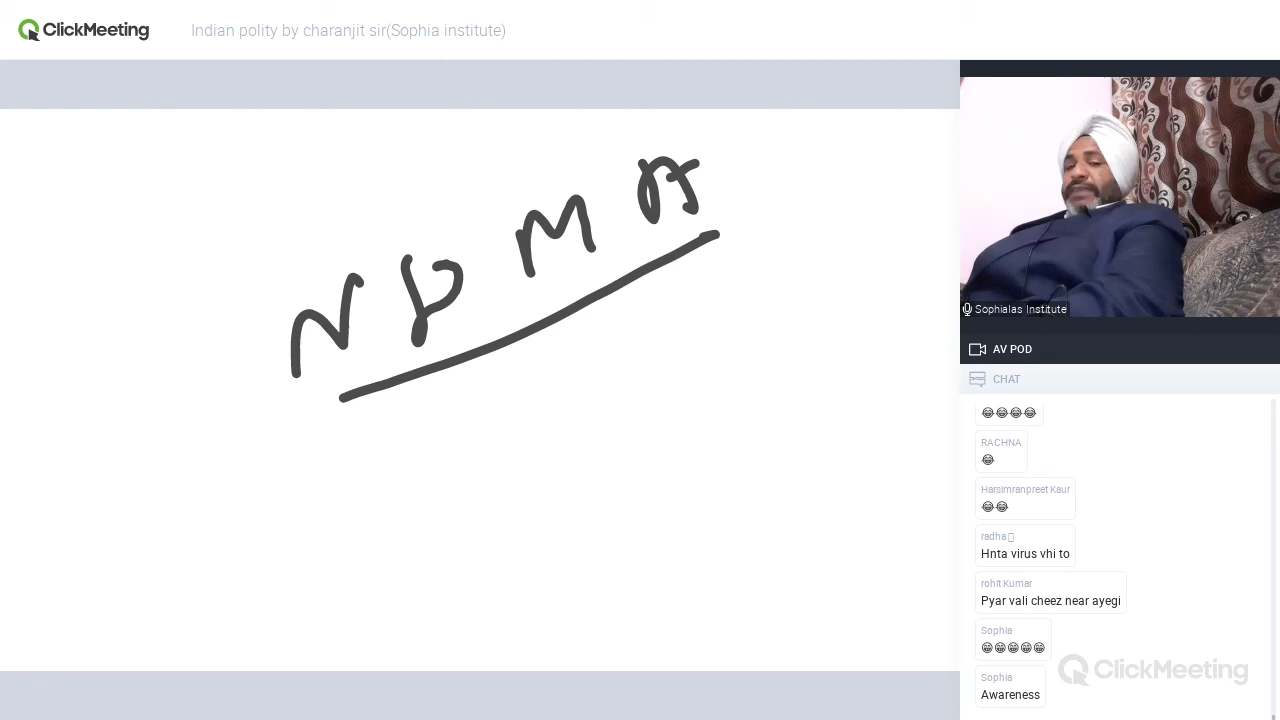 ClickMeeting
Indian polity by charanjit sir(Sophia institute)
N D M A
Sophialas Institute
AV POD
CHAT
😂😂😂😂
RACHNA
😂
Harsimranpreet Kaur
😂😂
radha
Hnta virus vhi to
rohit Kumar
Pyar vali cheez near ayegi
Sophia
😁😁😁😁😁
Sophia
Awareness
ClickMeeting